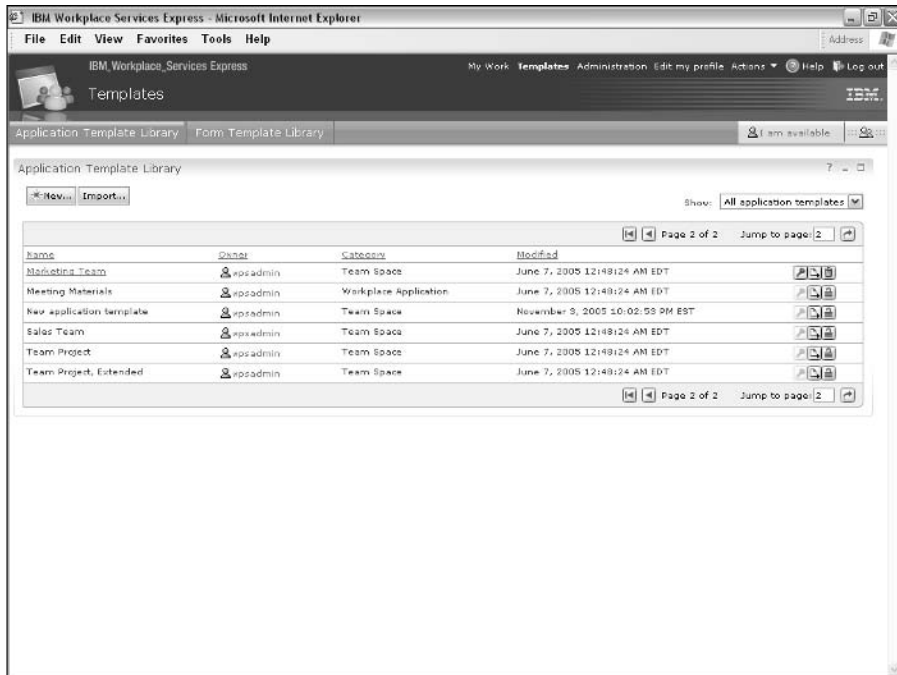 IBM Workplace Services Express - Microsoft Internet Explorer
File Edit View Favorites Tools Help Address
IBM, Workplace_Services Express My Work Templates Administration Edit my profile Actions Help Log out
Templates IBM.
Application Template Library Form Template Library I am available
Application Template Library ?
New... Import... Show: All application templates
Page 2 of 2 Jump to page: 2
Name Owner Category Modified
Marketing Team wpsadmin Team Space June 7, 2005 12:48:24 AM EDT
Meeting Materials wpsadmin Workplace Application June 7, 2005 12:48:24 AM EDT
New application template wpsadmin Team Space November 3, 2005 10:02:53 PM EST
Sales Team wpsadmin Team Space June 7, 2005 12:48:24 AM EDT
Team Project wpsadmin Team Space June 7, 2005 12:48:24 AM EDT
Team Project, Extended wpsadmin Team Space June 7, 2005 12:48:24 AM EDT
Page 2 of 2 Jump to page: 2